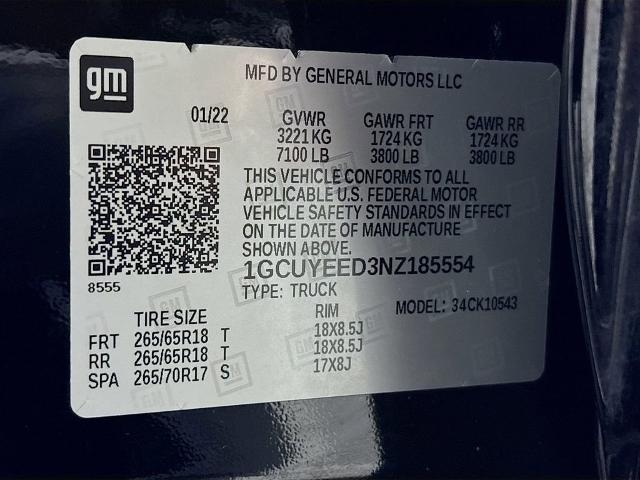 gm
MFD BY GENERAL MOTORS LLC
01/22 GVWR GAWR FRT GAWR RR
3221 KG 1724 KG 1724 KG
7100 LB 3800 LB 3800 LB
THIS VEHICLE CONFORMS TO ALL
APPLICABLE U.S. FEDERAL MOTOR
VEHICLE SAFETY STANDARDS IN EFFECT
ON THE DATE OF MANUFACTURE
SHOWN ABOVE.
1GCUYEED3NZ185554
8555
TYPE: TRUCK MODEL: 34CK10543
TIRE SIZE RIM
FRT 265/65R18 T 18X8.5J
RR 265/65R18 T 18X8.5J
SPA 265/70R17 S 17X8J